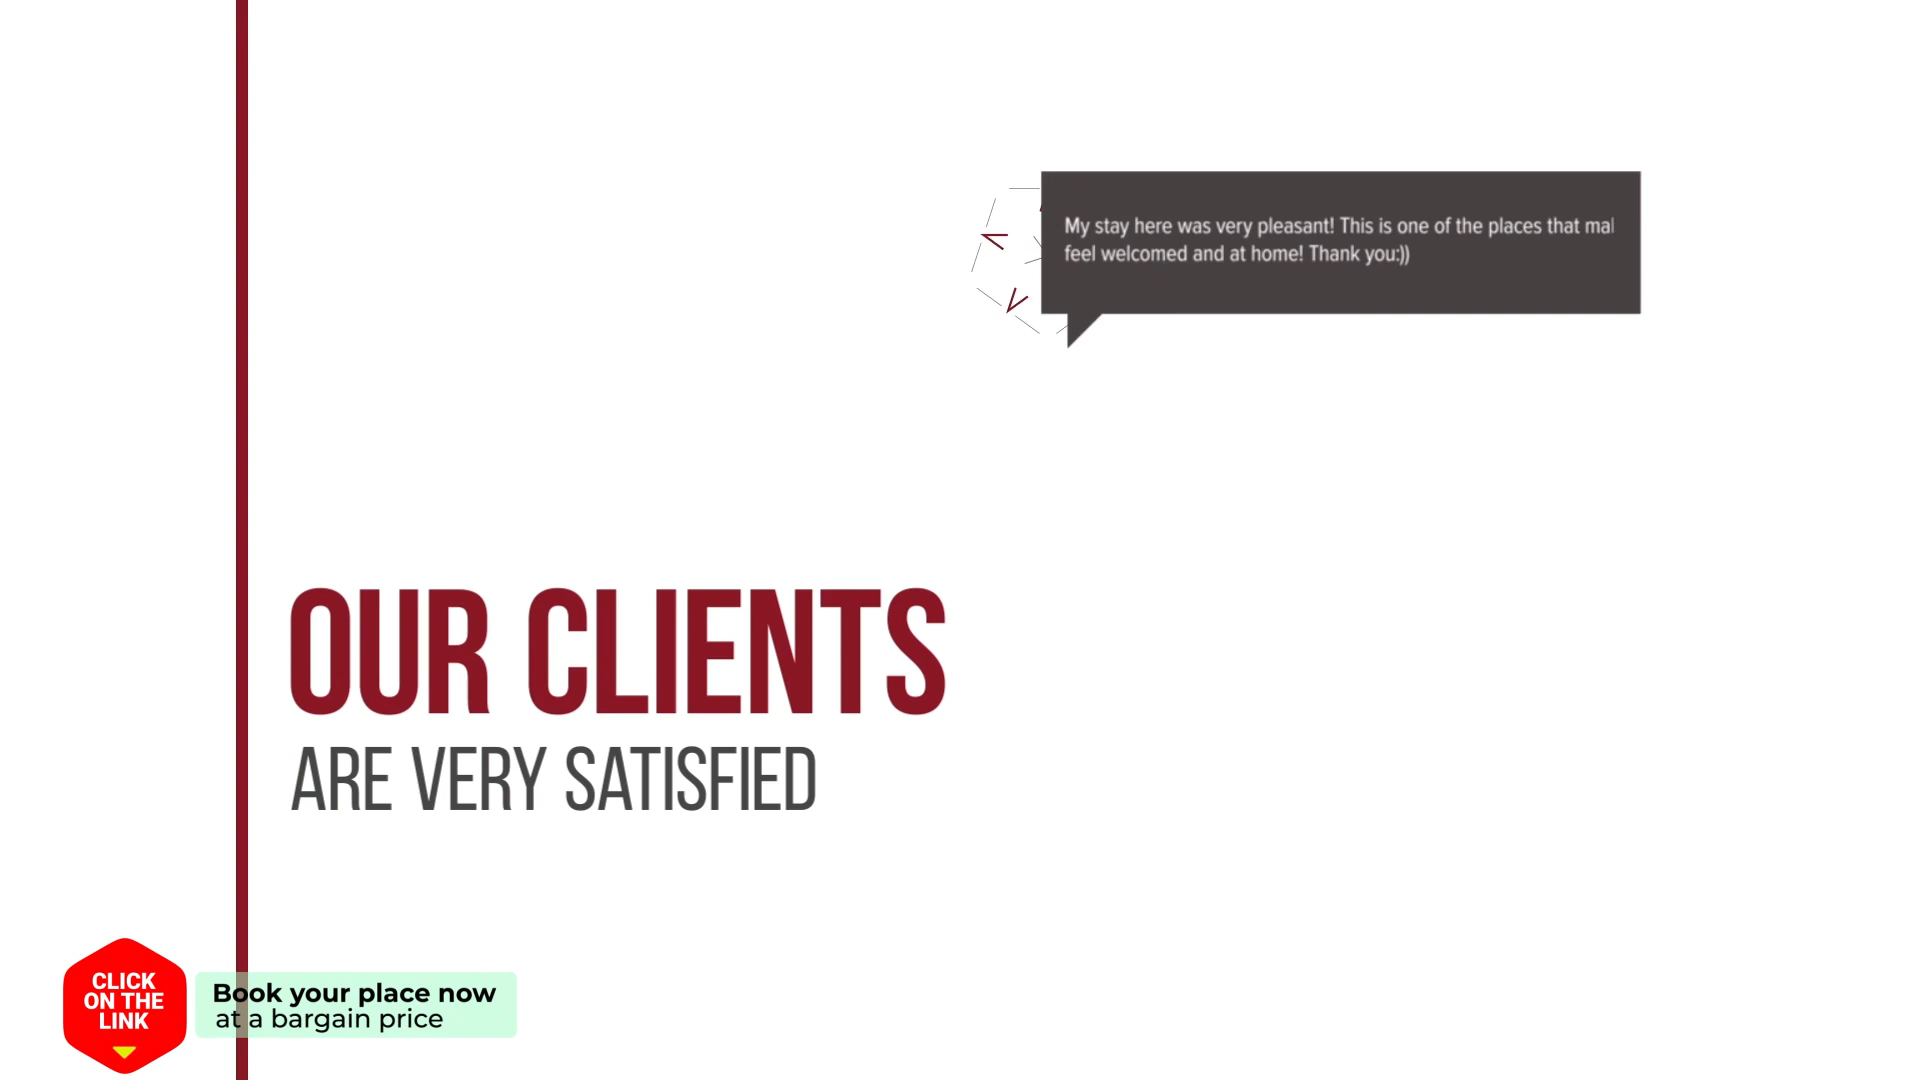 My stay here was very pleasant! This is one of the places that
feel welcomed and at home! Thank you:))
OUR CLIENTS
ARE VERY SATISFIED
CLICK
ON THE
LINK
Book your place now
at a bargain price